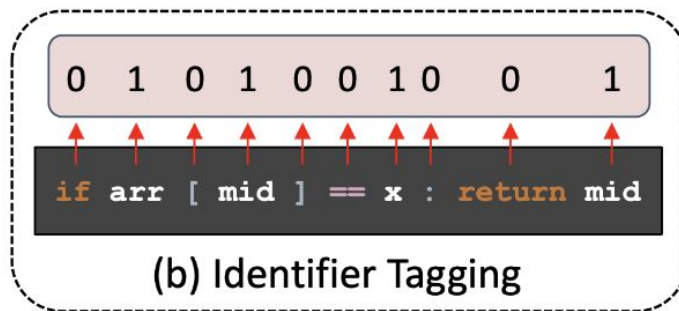 0 1 0 1 0 0 1 0 0 1
if arr [ mid ] == x : return mid
(b) Identifier Tagging